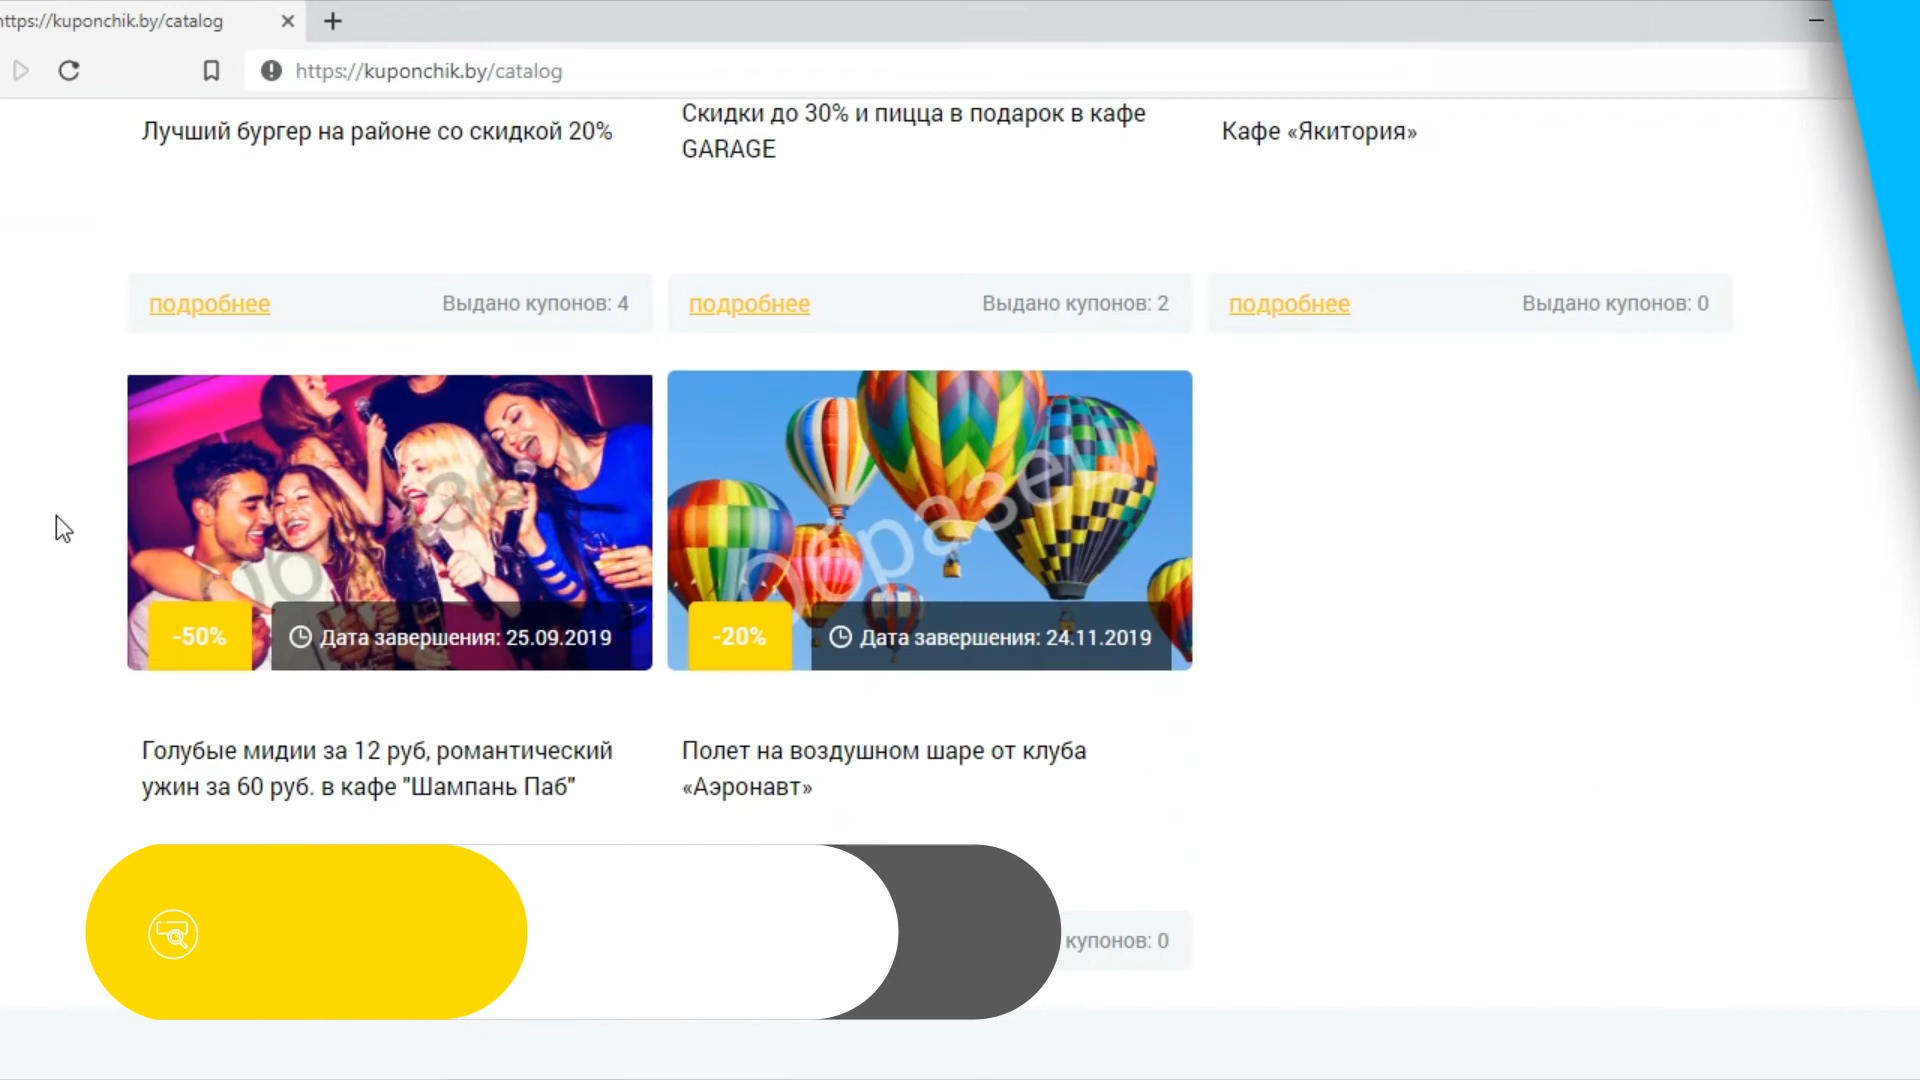 https://kuponchik.by/catalog
https://kuponchik.by/catalog
Лучший бургер на районе со скидкой 20%
Скидки до 30% и пицца в подарок в кафе
GARAGE
Кафе «Якитория»
подробнее Выдано купонов: 4
подробнее Выдано купонов: 2
подробнее Выдано купонов: 0
Образец
-50%
Дата завершения: 25.09.2019
Образец
-20%
Дата завершения: 24.11.2019
Голубые мидии за 12 руб, романтический
ужин за 60 руб. в кафе "Шампань Паб"
Полет на воздушном шаре от клуба
«Аэронавт»
купонов: 0